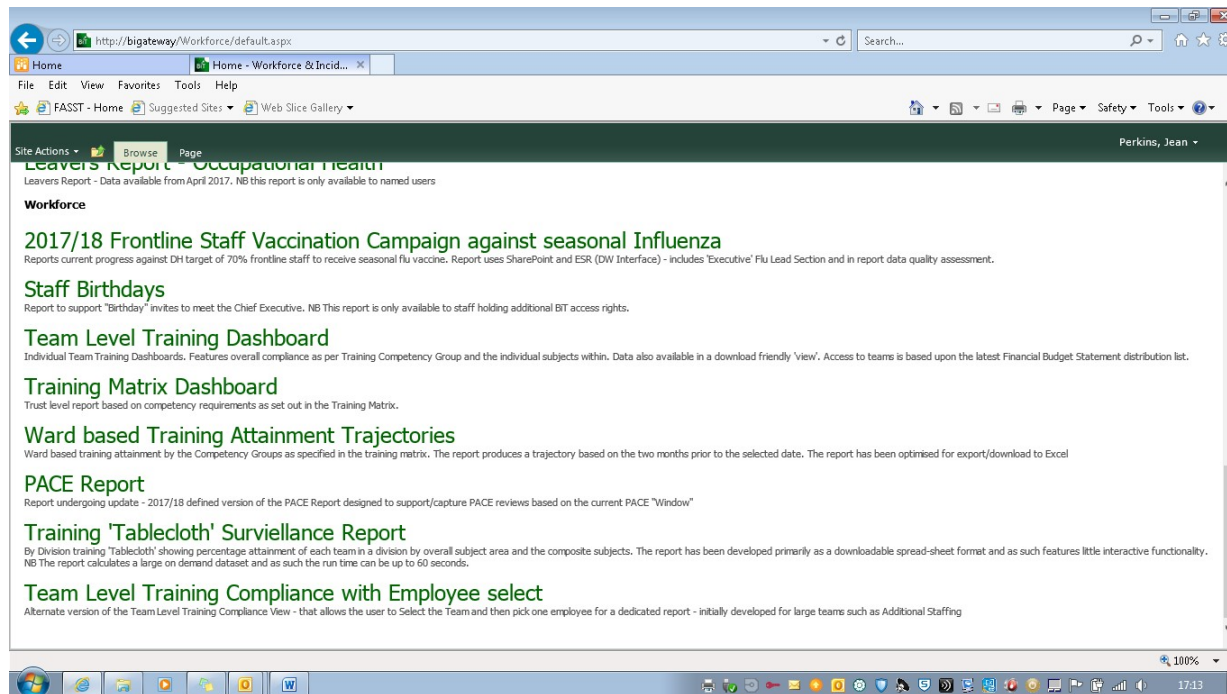 http://bigateway/Workforce/default.aspx
Search...
Home
Home - Workforce & Incid...
File Edit View Favorites Tools Help
FASST - Home Suggested Sites Web Slice Gallery
Page Safety Tools
Site Actions Browse Page
Perkins, Jean
Leavers Report - Occupational Health
Leavers Report - Data available from April 2017. NB this report is only available to named users
Workforce
2017/18 Frontline Staff Vaccination Campaign against seasonal Influenza
Reports current progress against DH target of 70% frontline staff to receive seasonal flu vaccine. Report uses SharePoint and ESR (DW Interface) - includes 'Executive' Flu Lead Section and in report data quality assessment.
Staff Birthdays
Report to support "Birthday" invites to meet the Chief Executive. NB This report is only available to staff holding additional BIT access rights.
Team Level Training Dashboard
Individual Team Training Dashboards. Features overall compliance as per Training Competency Group and the individual subjects within. Data also available in a download friendly 'view'. Access to teams is based upon the latest Financial Budget Statement distribution list.
Training Matrix Dashboard
Trust level report based on competency requirements as set out in the Training Matrix.
Ward based Training Attainment Trajectories
Ward based training attainment by the Competency Groups as specified in the training matrix. The report produces a trajectory based on the two months prior to the selected date. The report has been optimised for export/download to Excel
PACE Report
Report undergoing update - 2017/18 defined version of the PACE Report designed to support/capture PACE reviews based on the current PACE "Window"
Training 'Tablecloth' Surviellance Report
By Division training 'Tablecloth' showing percentage attainment of each team in a division by overall subject area and the composite subjects. The report has been developed primarily as a downloadable spread-sheet format and as such features little interactive functionality.
NB The report calculates a large on demand dataset and as such the run time can be up to 60 seconds.
Team Level Training Compliance with Employee select
Alternate version of the Team Level Training Compliance View - that allows the user to Select the Team and then pick one employee for a dedicated report - initially developed for large teams such as Additional Staffing
100%
17:13